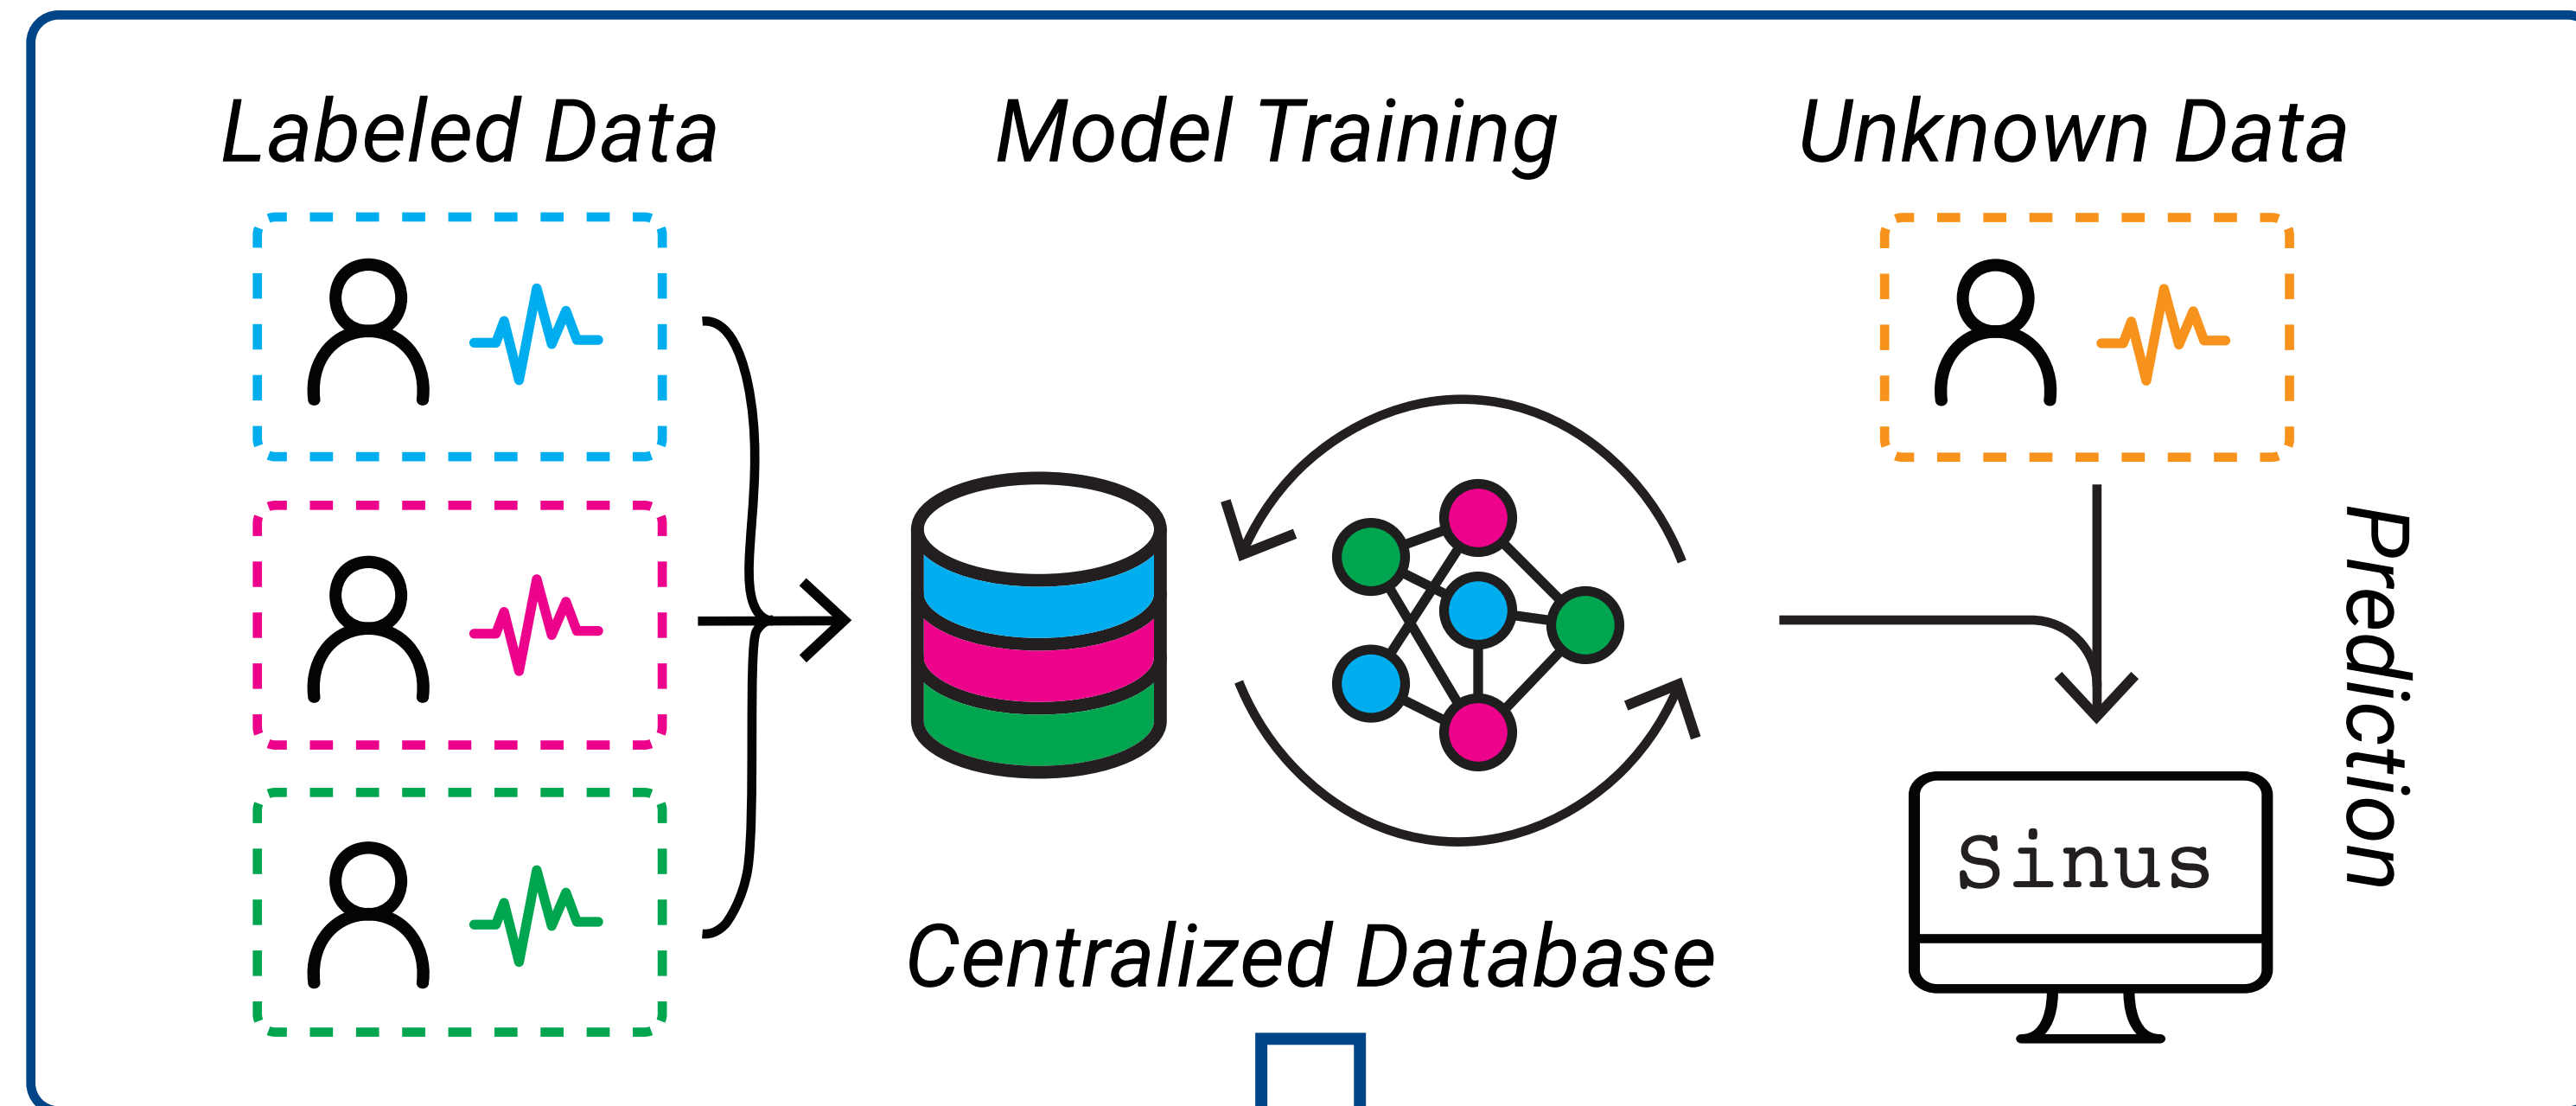 Labeled Data
Model Training
Unknown Data
Prediction
Sinus
Centralized Database